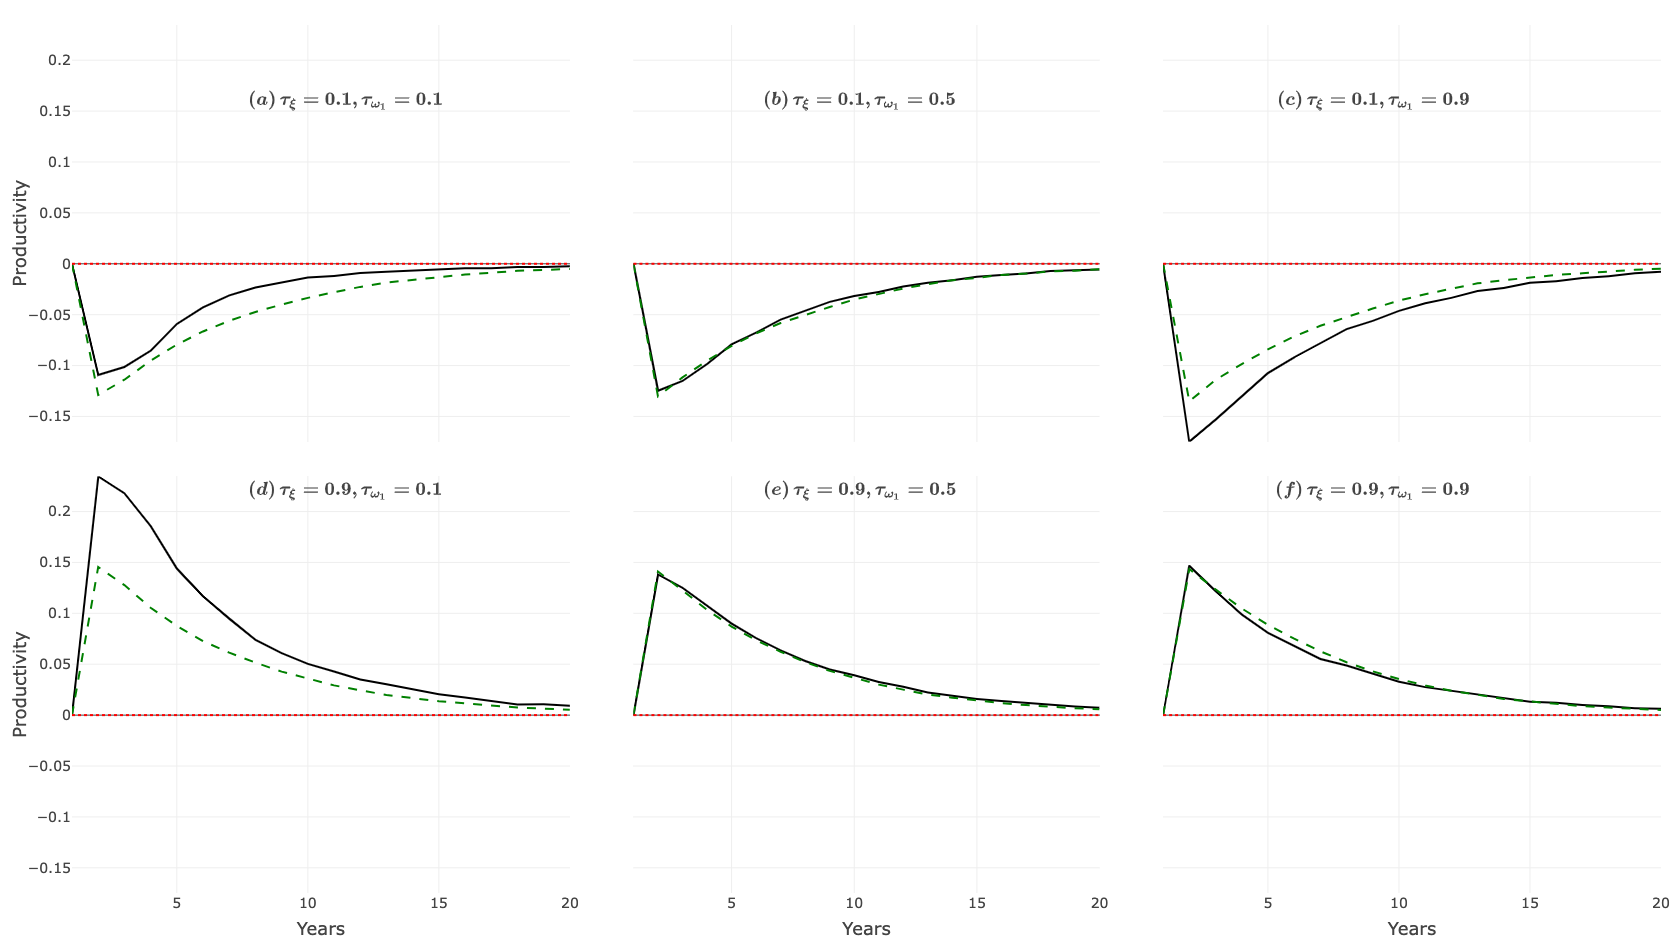 (a) τξ = 0.1, τω₁ = 0.1
(b) τξ = 0.1, τω₁ = 0.5
(c) τξ = 0.1, τω₁ = 0.9
Productivity
0.2
0.15
0.1
0.05
0
−0.05
−0.1
−0.15
(d) τξ = 0.9, τω₁ = 0.1
(e) τξ = 0.9, τω₁ = 0.5
(f) τξ = 0.9, τω₁ = 0.9
Productivity
0.2
0.15
0.1
0.05
0
−0.05
−0.1
−0.15
5 10 15 20
5 10 15 20
5 10 15 20
Years
Years
Years